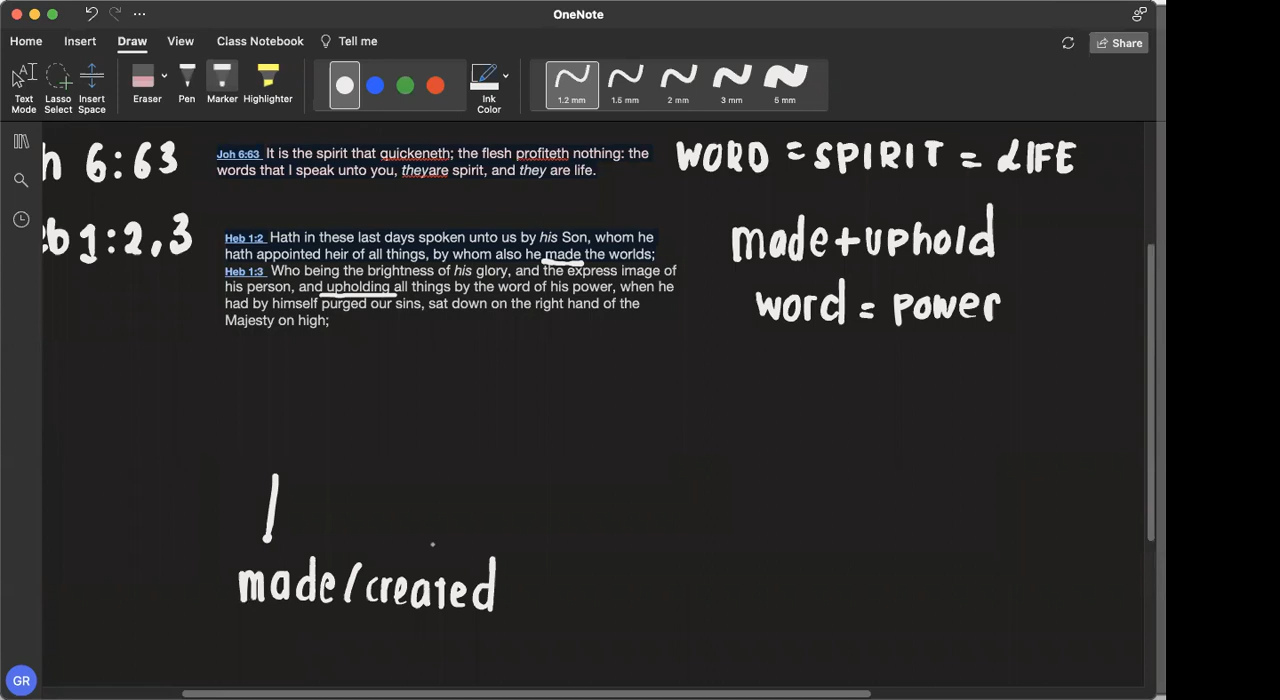 OneNote
Home Insert Draw View Class Notebook Tell me
Share
Text Mode
Lasso Select
Insert Space
Eraser
Pen
Marker
Highlighter
Ink Color
1.2 mm
1.5 mm
2 mm
3 mm
5 mm
h 6:63
Joh 6:63 It is the spirit that quickeneth; the flesh profiteth nothing: the
words that I speak unto you, theyare spirit, and they are life.
WORD = SPIRIT = LIFE
eb 1:2,3
Heb 1:2 Hath in these last days spoken unto us by his Son, whom he
hath appointed heir of all things, by whom also he made the worlds;
Heb 1:3 Who being the brightness of his glory, and the express image of
his person, and upholding all things by the word of his power, when he
had by himself purged our sins, sat down on the right hand of the
Majesty on high;
made+uphold
word = power
made/created
GR